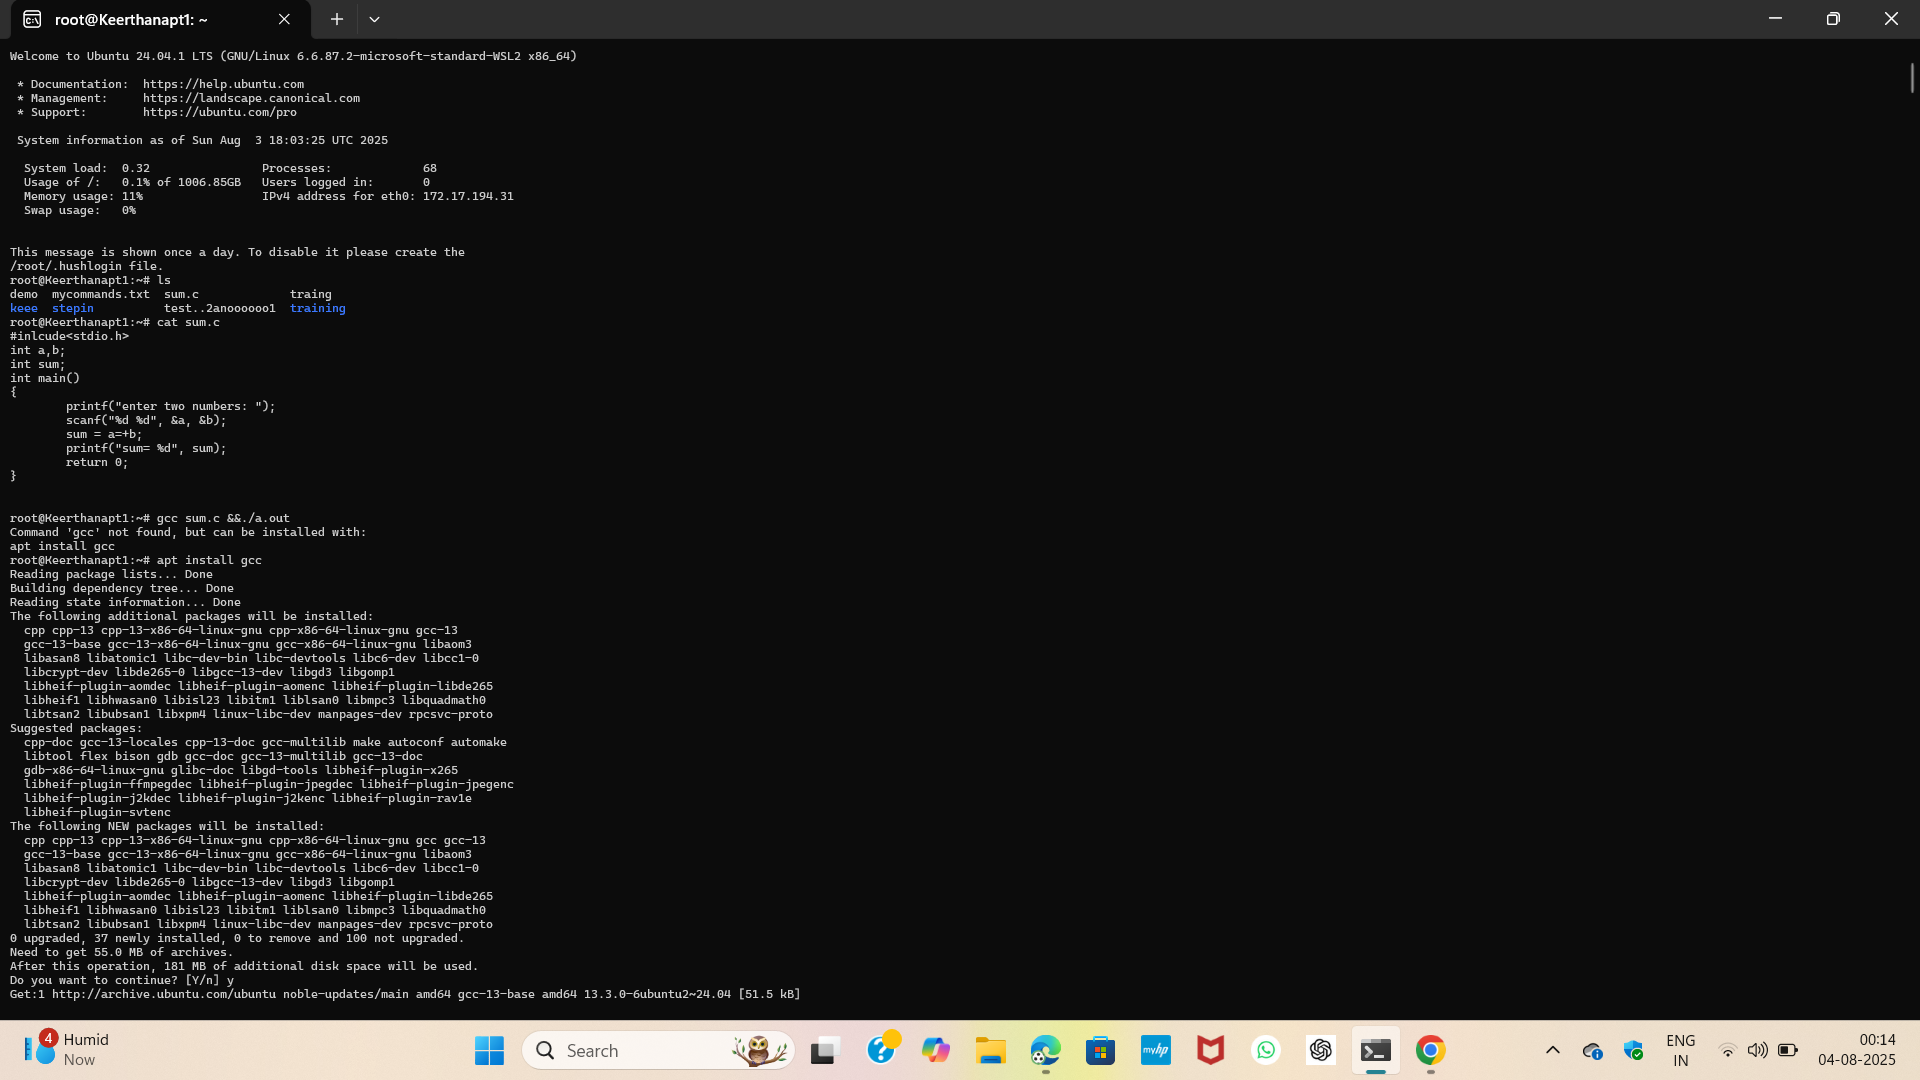 root@Keerthanapt1: ~
Welcome to Ubuntu 24.04.1 LTS (GNU/Linux 6.6.87.2-microsoft-standard-WSL2 x86_64)
* Documentation:  https://help.ubuntu.com
* Management:     https://landscape.canonical.com
* Support:        https://ubuntu.com/pro
System information as of Sun Aug  3 18:03:25 UTC 2025
System load:  0.32                Processes:             68
Usage of /:   0.1% of 1006.85GB   Users logged in:       0
Memory usage: 11%                 IPv4 address for eth0: 172.17.194.31
Swap usage:   0%
This message is shown once a day. To disable it please create the
/root/.hushlogin file.
root@Keerthanapt1:~# ls
demo  mycommands.txt  sum.c             traing
keee  stepin          test..2anoooooo1  training
root@Keerthanapt1:~# cat sum.c
#inlcude<stdio.h>
int a,b;
int sum;
int main()
{
        printf("enter two numbers: ");
        scanf("%d %d", &a, &b);
        sum = a=+b;
        printf("sum= %d", sum);
        return 0;
}
root@Keerthanapt1:~# gcc sum.c &&./a.out
Command 'gcc' not found, but can be installed with:
apt install gcc
root@Keerthanapt1:~# apt install gcc
Reading package lists... Done
Building dependency tree... Done
Reading state information... Done
The following additional packages will be installed:
  cpp cpp-13 cpp-13-x86-64-linux-gnu cpp-x86-64-linux-gnu gcc-13
  gcc-13-base gcc-13-x86-64-linux-gnu gcc-x86-64-linux-gnu libaom3
  libasan8 libatomic1 libc-dev-bin libc-devtools libc6-dev libcc1-0
  libcrypt-dev libde265-0 libgcc-13-dev libgd3 libgomp1
  libheif-plugin-aomdec libheif-plugin-aomenc libheif-plugin-libde265
  libheif1 libhwasan0 libisl23 libitm1 liblsan0 libmpc3 libquadmath0
  libtsan2 libubsan1 libxpm4 linux-libc-dev manpages-dev rpcsvc-proto
Suggested packages:
  cpp-doc gcc-13-locales cpp-13-doc gcc-multilib make autoconf automake
  libtool flex bison gdb gcc-doc gcc-13-multilib gcc-13-doc
  gdb-x86-64-linux-gnu glibc-doc libgd-tools libheif-plugin-x265
  libheif-plugin-ffmpegdec libheif-plugin-jpegdec libheif-plugin-jpegenc
  libheif-plugin-j2kdec libheif-plugin-j2kenc libheif-plugin-rav1e
  libheif-plugin-svtenc
The following NEW packages will be installed:
  cpp cpp-13 cpp-13-x86-64-linux-gnu cpp-x86-64-linux-gnu gcc gcc-13
  gcc-13-base gcc-13-x86-64-linux-gnu gcc-x86-64-linux-gnu libaom3
  libasan8 libatomic1 libc-dev-bin libc-devtools libc6-dev libcc1-0
  libcrypt-dev libde265-0 libgcc-13-dev libgd3 libgomp1
  libheif-plugin-aomdec libheif-plugin-aomenc libheif-plugin-libde265
  libheif1 libhwasan0 libisl23 libitm1 liblsan0 libmpc3 libquadmath0
  libtsan2 libubsan1 libxpm4 linux-libc-dev manpages-dev rpcsvc-proto
0 upgraded, 37 newly installed, 0 to remove and 100 not upgraded.
Need to get 55.0 MB of archives.
After this operation, 181 MB of additional disk space will be used.
Do you want to continue? [Y/n] y
Get:1 http://archive.ubuntu.com/ubuntu noble-updates/main amd64 gcc-13-base amd64 13.3.0-6ubuntu2~24.04 [51.5 kB]
4
Humid
Now
Search
myhp
ENG
IN
00:14
04-08-2025